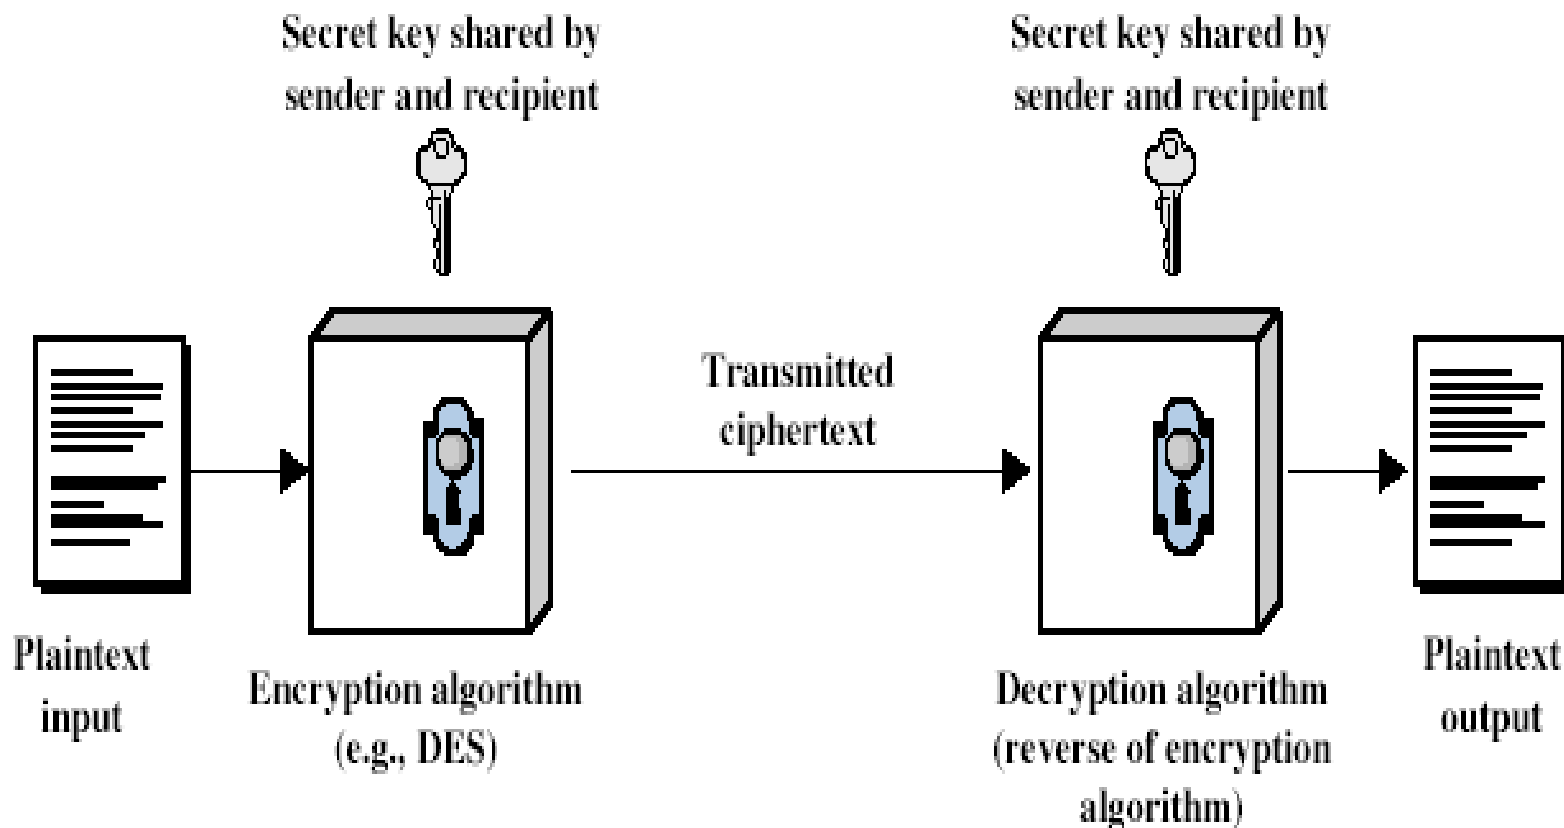 Secret key shared by
sender and recipient
Secret key shared by
sender and recipient
Transmitted
ciphertext
Plaintext
input
Encryption algorithm
(e.g., DES)
Decryption algorithm
(reverse of encryption
algorithm)
Plaintext
output